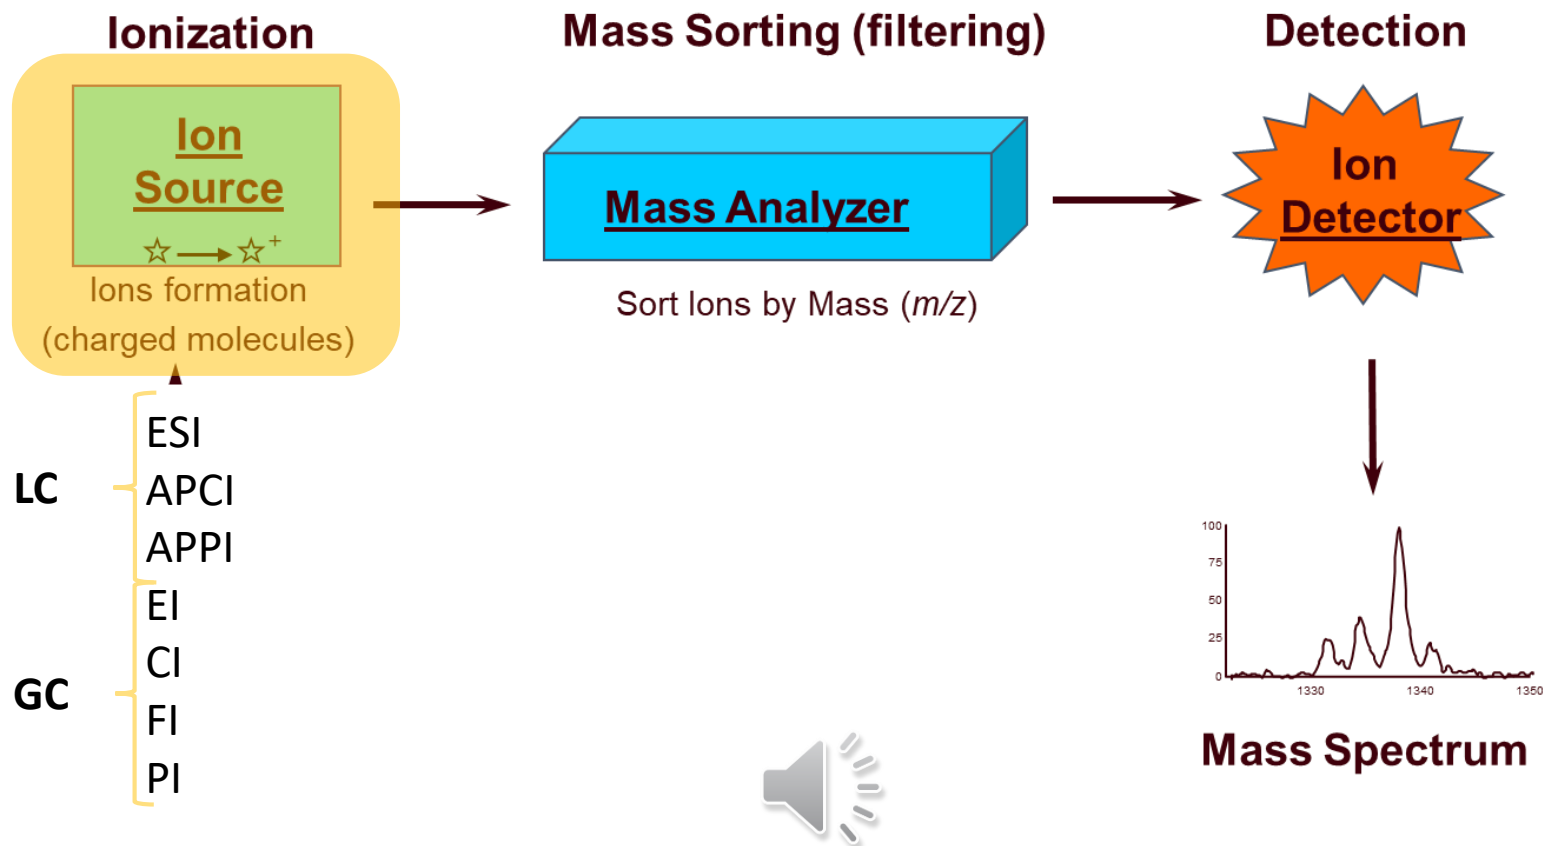 Ionization
Mass Sorting (filtering)
Detection
Ion
Source
+
Ions formation
(charged molecules)
Mass Analyzer
Sort Ions by Mass (m/z)
Ion
Detector
LC
ESI
APCI
APPI
GC
EI
CI
FI
PI
100
75
50
25
0
1330
1340
1350
Mass Spectrum